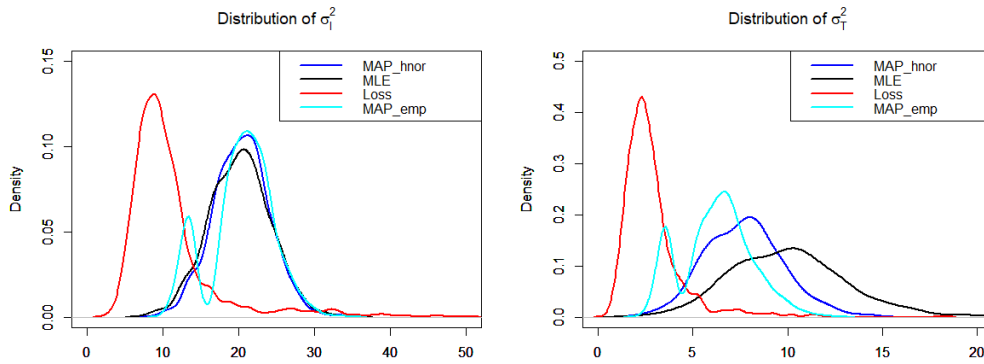 Distribution of σ_I^2
Density
0.00 0.05 0.10 0.15
0 10 20 30 40 50
MAP_hnor
MLE
Loss
MAP_emp
Distribution of σ_T^2
Density
0.0 0.1 0.2 0.3 0.4 0.5
0 5 10 15 20
MAP_hnor
MLE
Loss
MAP_emp